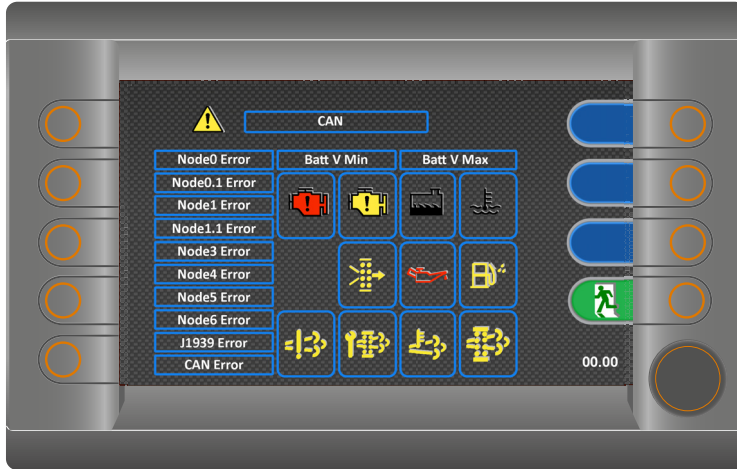 CAN
Node0 Error Batt V Min Batt V Max
Node0.1 Error
Node1 Error
Node1.1 Error
Node3 Error
Node4 Error
Node5 Error
Node6 Error
J1939 Error
CAN Error
00.00